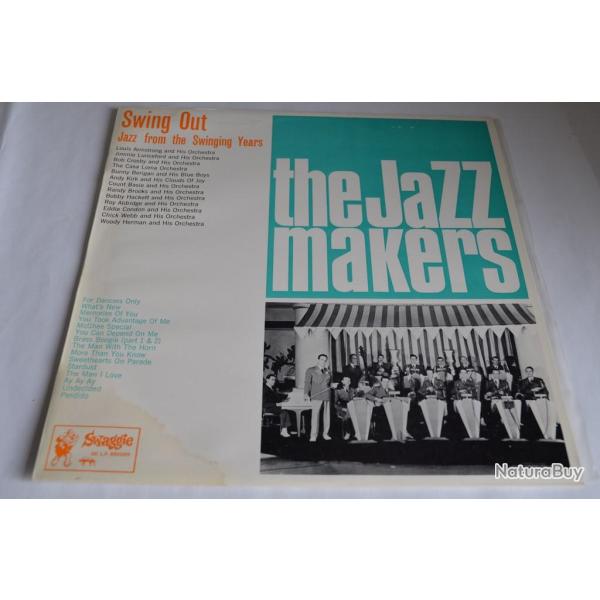 Swing Out
Jazz from the Swinging Years
Louis Armstrong and His Orchestra
Jimmie Lunceford and His Orchestra
Bob Crosby and His Orchestra
The Casa Loma Orchestra
Bunny Berigan and His Blue Boys
Andy Kirk and His Clouds Of Joy
Count Basie and His Orchestra
Randy Brooks and His Orchestra
Bobby Hackett and His Orchestra
Roy Aldridge and His Orchestra
Eddie Condon and His Orchestra
Chick Webb and His Orchestra
Woody Herman and His Orchestra
the JaZZ
makers
For Dancers Only
What's New
Memories Of You
You Took Advantage Of Me
McGhee Special
You Can Depend On Me
Brass Boogie (part 1 & 2)
The Man With The Horn
More Than You Know
Sweethearts On Parade
Stardust
The Man I Love
Ay Ay Ay
Undecided
Perdido
Swaggie
NaturaBuy